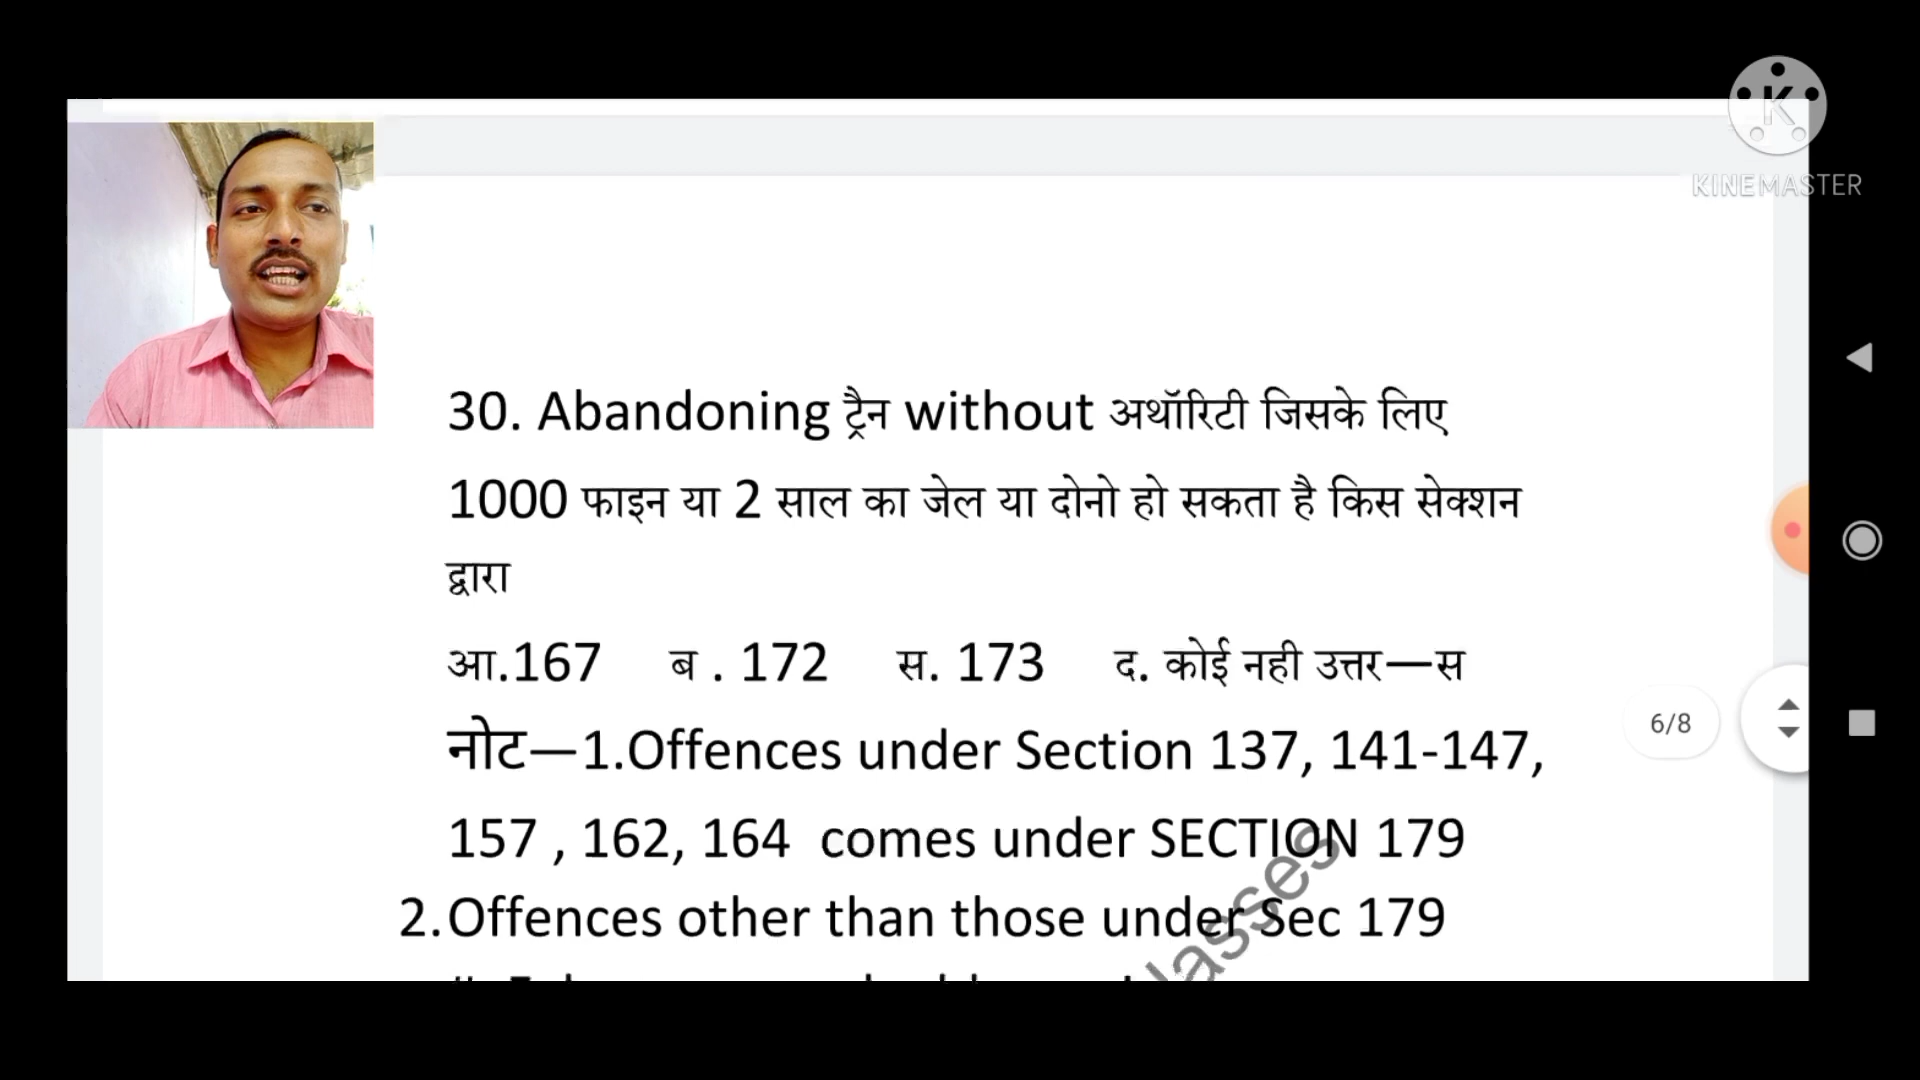 K
KINEMASTER
30. Abandoning ट्रैन without अथॉरिटी जिसके लिए
1000 फाइन या 2 साल का जेल या दोनो हो सकता है किस सेक्शन
द्वारा
आ.167 ब . 172 स. 173 द. कोई नही उत्तर—स
नोट—1.Offences under Section 137, 141-147,
6/8
157 , 162, 164 comes under SECTION 179
2.Offences other than those under Sec 179
lasses